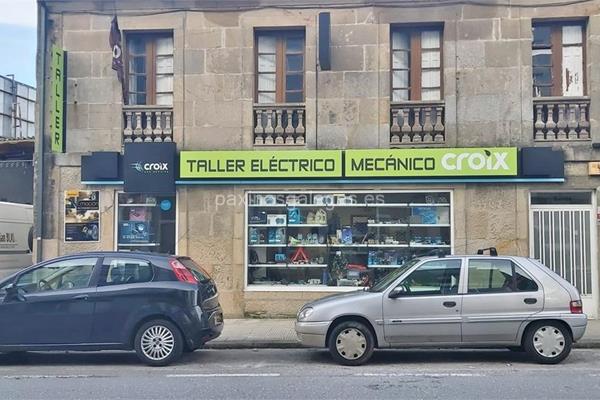 TALLER
CROIX
TALLER ELÉCTRICO
MECÁNICO CROIX
paxinasgalegas.es